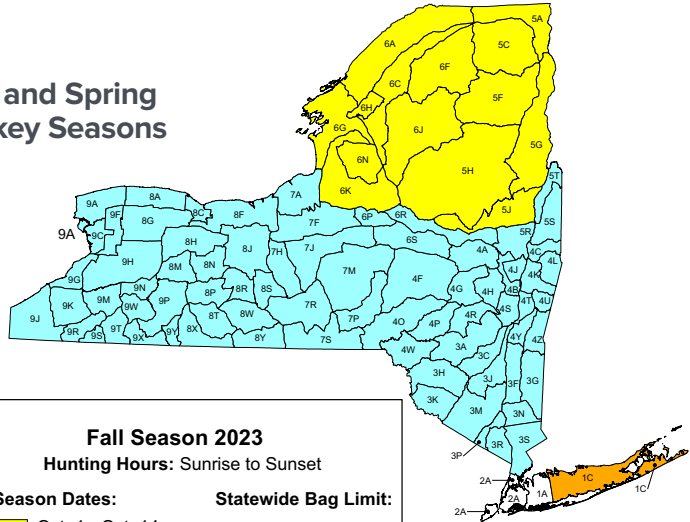 and Spring
key Seasons
5A
6A
5C
6F
6C
5F
6H
6G
6J
5G
6N
5H
6K
5T
7A
5J
9A
8A
9F
8C
8F
8G
6P
6R
5S
7F
5R
9A
9C
8H
6S
8J
7H
7J
4A
4C
4L
9H
8M
8N
7M
4J
4K
9G
4F
9N
8P
8R
8S
4G
4H
4B
9K
9M
9P
7R
4T
4U
9W
4S
9J
8T
8W
7P
4O
4P
4R
9R
9S
9T
9X
9Y
8X
8Y
7S
4Y
4Z
4W
3A
3C
3H
3J
3F
3G
3K
3M
3N
3R
3S
3P
Fall Season 2023
Hunting Hours: Sunrise to Sunset
2A
1A
1C
1C
2A
2A
Season Dates: Statewide Bag Limit: